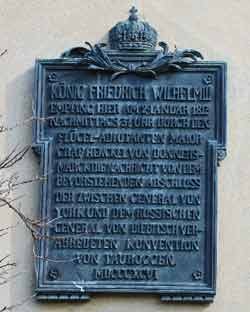 KÖNIG FRIEDRICH WILHELM III.
EMPFING HIER AM 2. JANUAR 1813
NACHMITTAGS UHR DURCH DEN
FLÜGEL-ADJUTANTEN MAJOR
GRAF HENCKEL VON DONNERS-
MARCK DIE NACHRICHT VON DEM
BEVORSTEHENDEN ABSCHLUSS
DER ZWISCHEN GENERAL VON
YORK UND DEM RUSSISCHEN
GENERAL VON DIEBITSCH VER-
ABREDETEN KONVENTION
VON TAUROGGEN
MDCCCXCVI